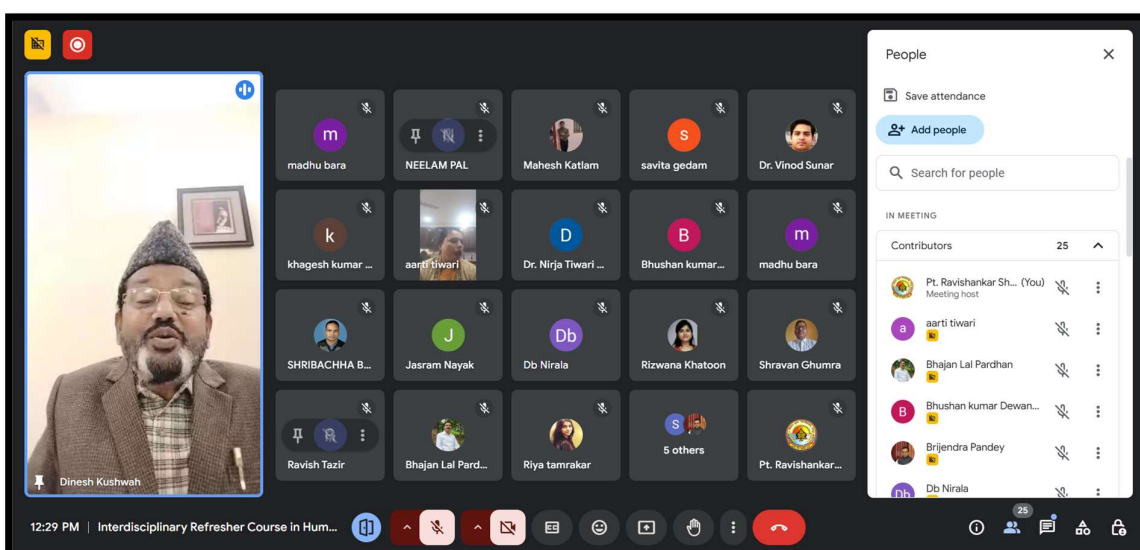 m
madhu bara
NEELAM PAL
Mahesh Katlam
s
savita gedam
Dr. Vinod Sunar
k
khagesh kumar ...
aarti tiwari
D
Dr. Nirja Tiwari ...
B
Bhushan kumar...
m
madhu bara
SHRIBACHHA B...
J
Jasram Nayak
Db
Db Nirala
Rizwana Khatoon
Shravan Ghumra
Ravish Tazir
Bhajan Lal Pard...
Riya tamrakar
S
5 others
Pt. Ravishankar...
Dinesh Kushwah
People
Save attendance
Add people
Search for people
IN MEETING
Contributors 25
Pt. Ravishankar Sh... (You)
Meeting host
a
aarti tiwari
Bhajan Lal Pardhan
B
Bhushan kumar Dewan...
Brijendra Pandey
Db
Db Nirala
12:29 PM | Interdisciplinary Refresher Course in Hum...
CC
25